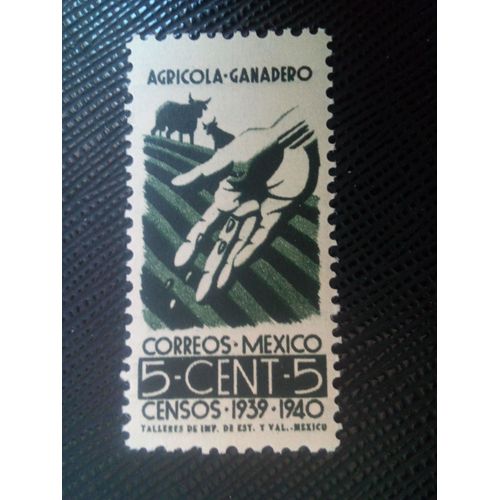 AGRICOLA·GANADERO
CORREOS·MEXICO
5-CENT-5
CENSOS·1939·1940
TALLERES DE IMP. DE EST. Y VAL.-MEXICO